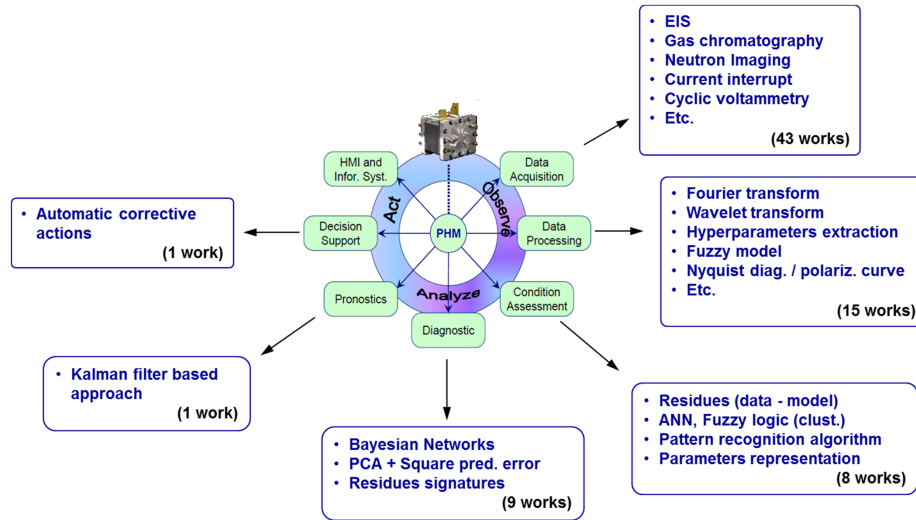 • EIS
• Gas chromatography
• Neutron Imaging
• Current interrupt
• Cyclic voltammetry
• Etc.
(43 works)
HMI and
Infor. Syst.
Data
Acquisition
Act
Observe
Analyze
PHM
Decision
Support
Data
Processing
Pronostics
Condition
Assessment
Diagnostic
• Automatic corrective
actions
(1 work)
• Fourier transform
• Wavelet transform
• Hyperparameters extraction
• Fuzzy model
• Nyquist diag. / polariz. curve
• Etc.
(15 works)
• Kalman filter based
approach
(1 work)
• Bayesian Networks
• PCA + Square pred. error
• Residues signatures
(9 works)
• Residues (data - model)
• ANN, Fuzzy logic (clust.)
• Pattern recognition algorithm
• Parameters representation
(8 works)